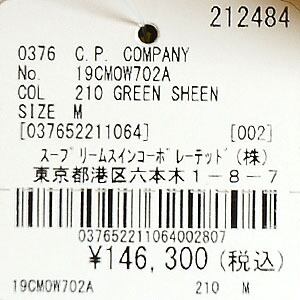 212484
0376 C.P. COMPANY
No. 19CMOW702A
COL 210 GREEN SHEEN
SIZE M
[037652211064] [002]
スープリームスインコーポレーテッド(株)
東京都港区六本木1-8-7
037652211064002807
¥146,300(税込)
19CMOW702A 210 M